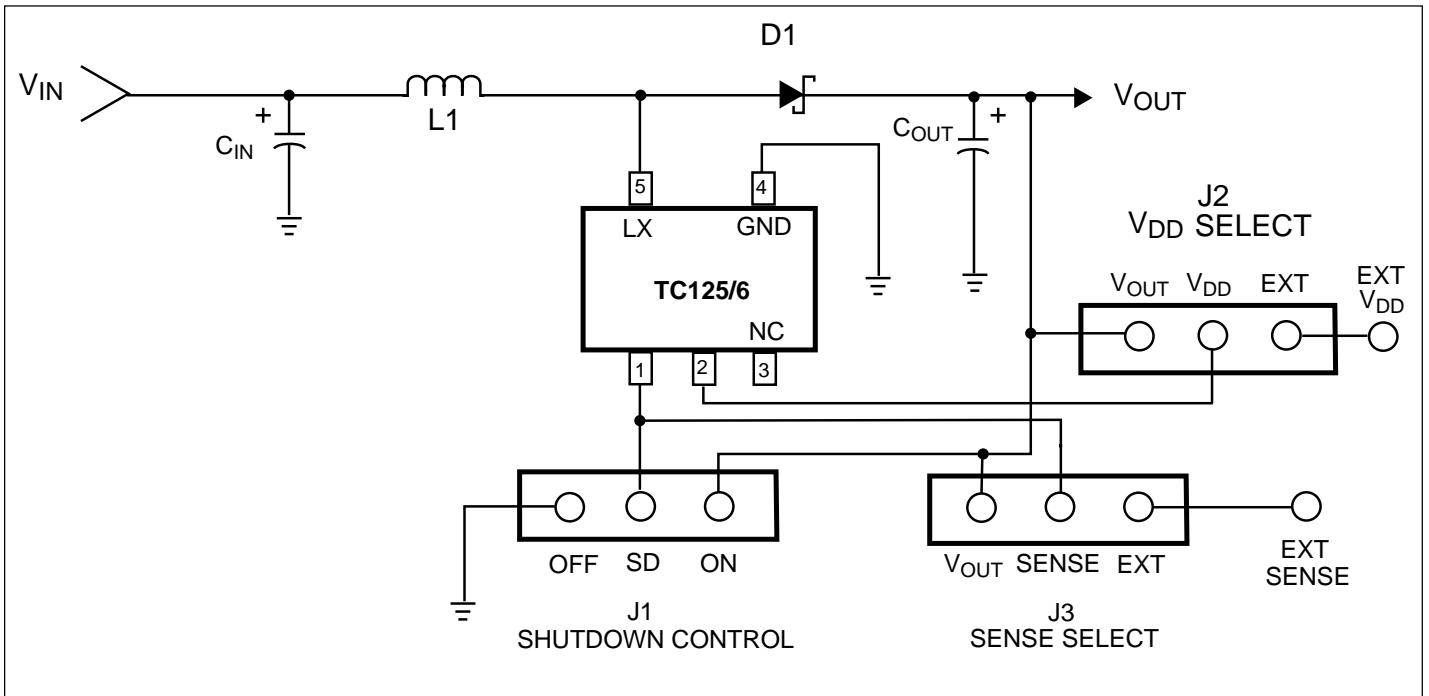 D1
VIN
VOUT
L1
+
CIN
COUT
+
5
4
LX
GND
TC125/6
NC
1
2
3
J2
VDD SELECT
VOUT
VDD
EXT
EXT
VDD
OFF
SD
ON
J1
SHUTDOWN CONTROL
VOUT
SENSE
EXT
J3
SENSE SELECT
EXT
SENSE